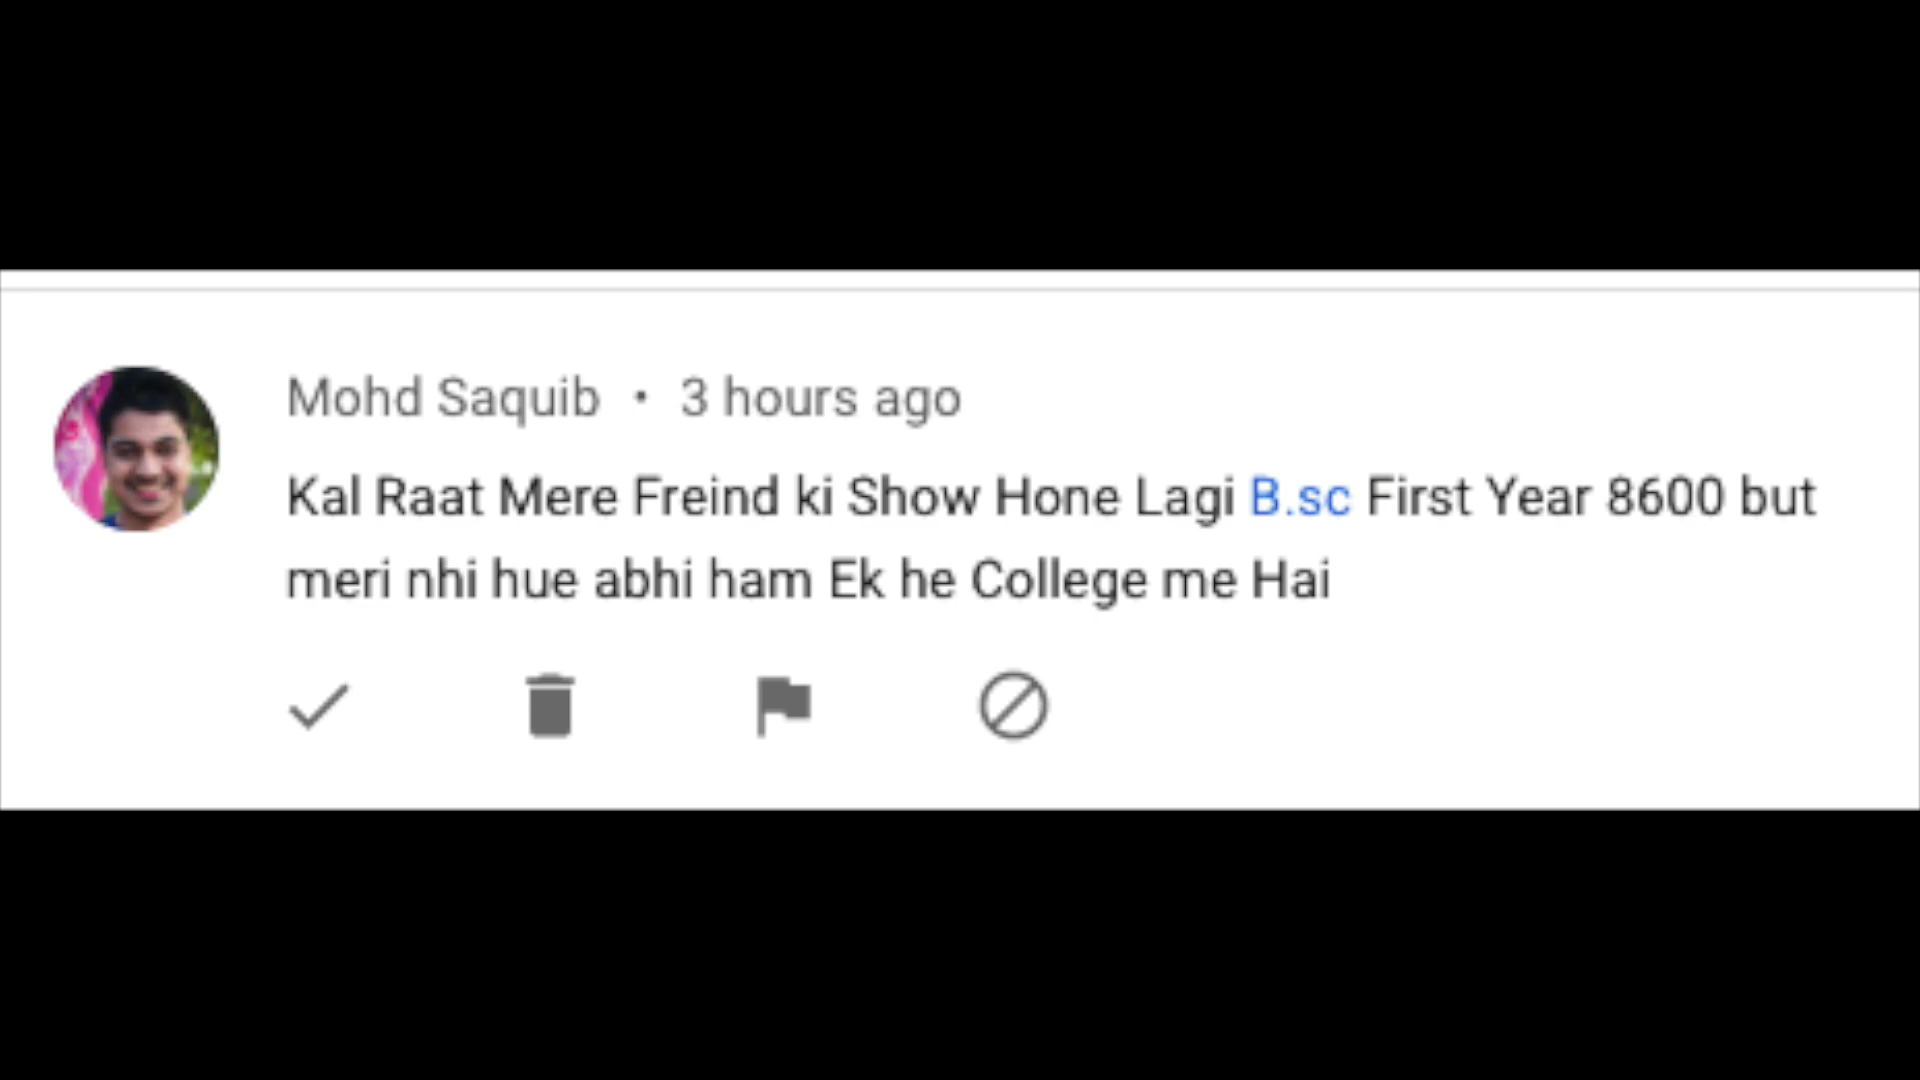 Mohd Saquib • 3 hours ago
Kal Raat Mere Freind ki Show Hone Lagi B.sc First Year 8600 but
meri nhi hue abhi ham Ek he College me Hai